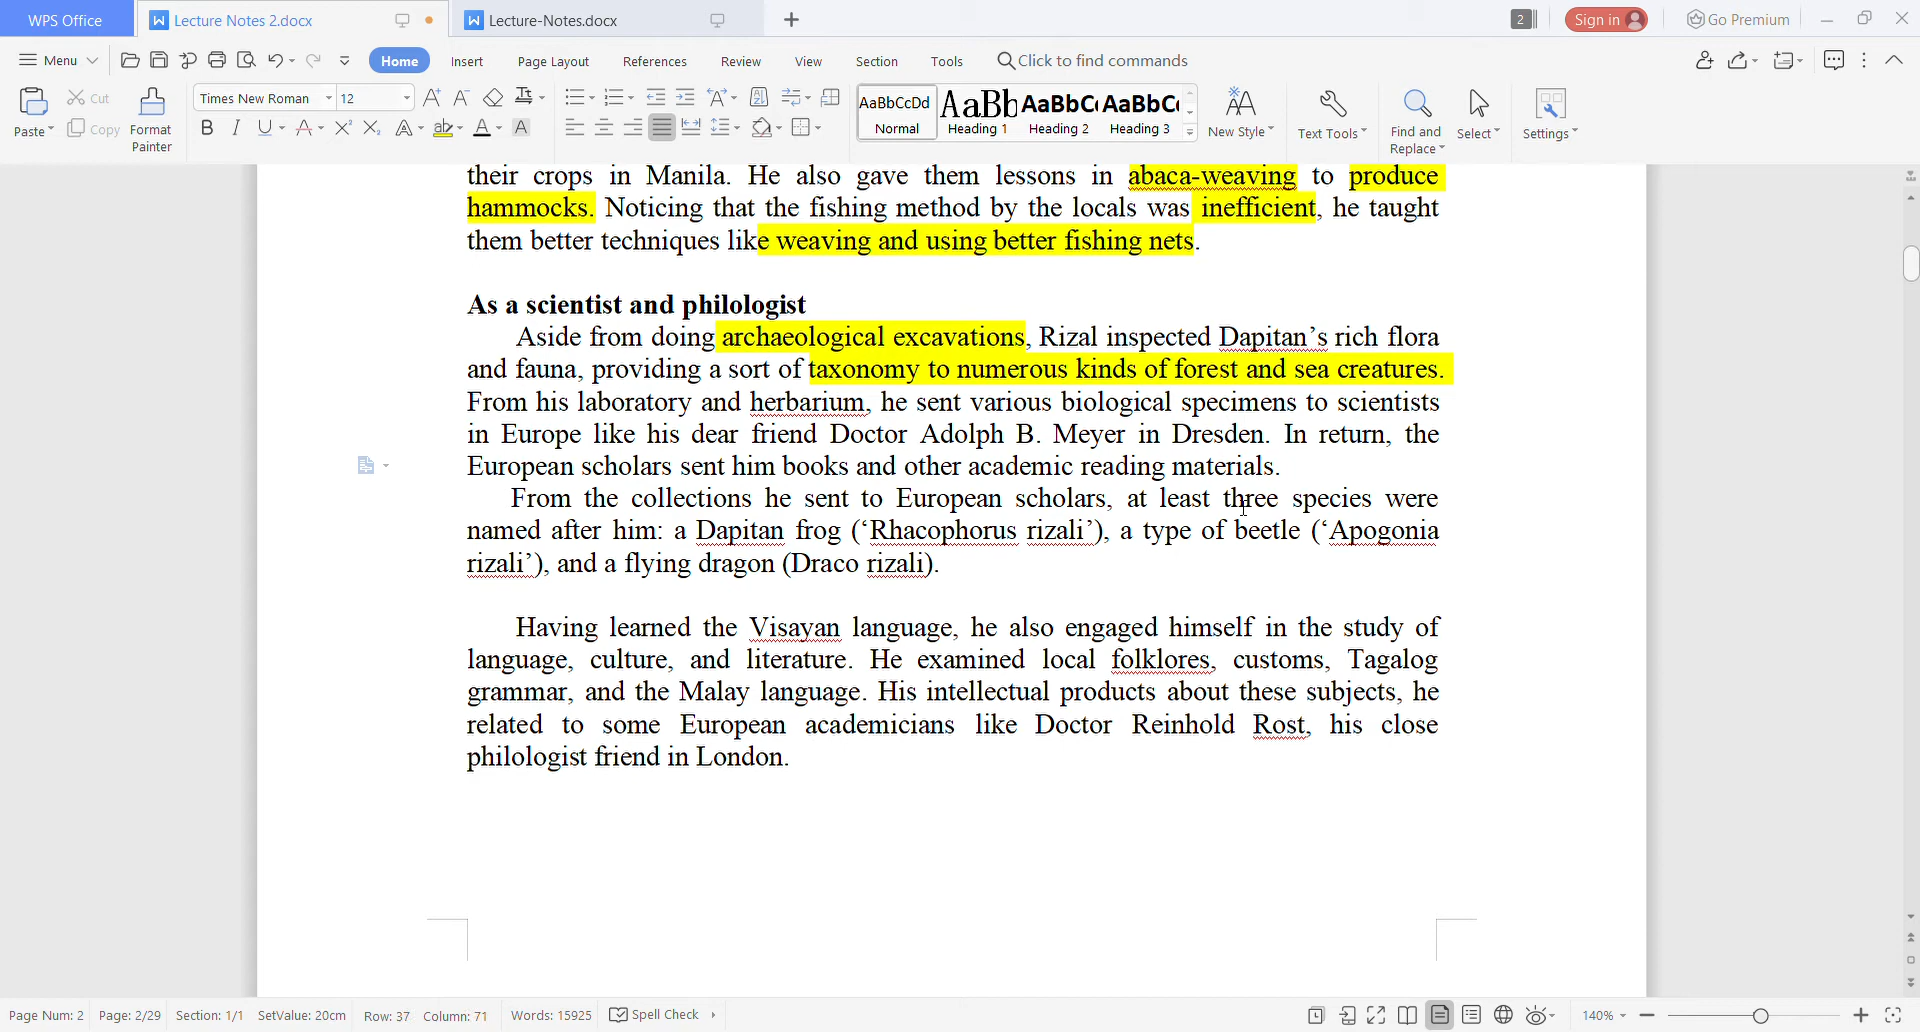 WPS Office
Lecture Notes 2.docx
Lecture-Notes.docx
2
Sign in
Go Premium
Menu
Home
Insert
Page Layout
References
Review
View
Section
Tools
Click to find commands
Paste
Cut
Copy
Format
Painter
Times New Roman
12
AaBbCcDd
Normal
AaBb
Heading 1
AaBbC
Heading 2
AaBbC
Heading 3
New Style
Text Tools
Find and
Replace
Select
Settings
their crops in Manila. He also gave them lessons in abaca-weaving to produce
hammocks. Noticing that the fishing method by the locals was inefficient, he taught
them better techniques like weaving and using better fishing nets.
As a scientist and philologist
Aside from doing archaeological excavations, Rizal inspected Dapitan’s rich flora
and fauna, providing a sort of taxonomy to numerous kinds of forest and sea creatures.
From his laboratory and herbarium, he sent various biological specimens to scientists
in Europe like his dear friend Doctor Adolph B. Meyer in Dresden. In return, the
European scholars sent him books and other academic reading materials.
From the collections he sent to European scholars, at least three species were
named after him: a Dapitan frog (‘Rhacophorus rizali’), a type of beetle (‘Apogonia
rizali’), and a flying dragon (Draco rizali).
Having learned the Visayan language, he also engaged himself in the study of
language, culture, and literature. He examined local folklores, customs, Tagalog
grammar, and the Malay language. His intellectual products about these subjects, he
related to some European academicians like Doctor Reinhold Rost, his close
philologist friend in London.
Page Num: 2
Page: 2/29
Section: 1/1
SetValue: 20cm
Row: 37
Column: 71
Words: 15925
Spell Check
140%